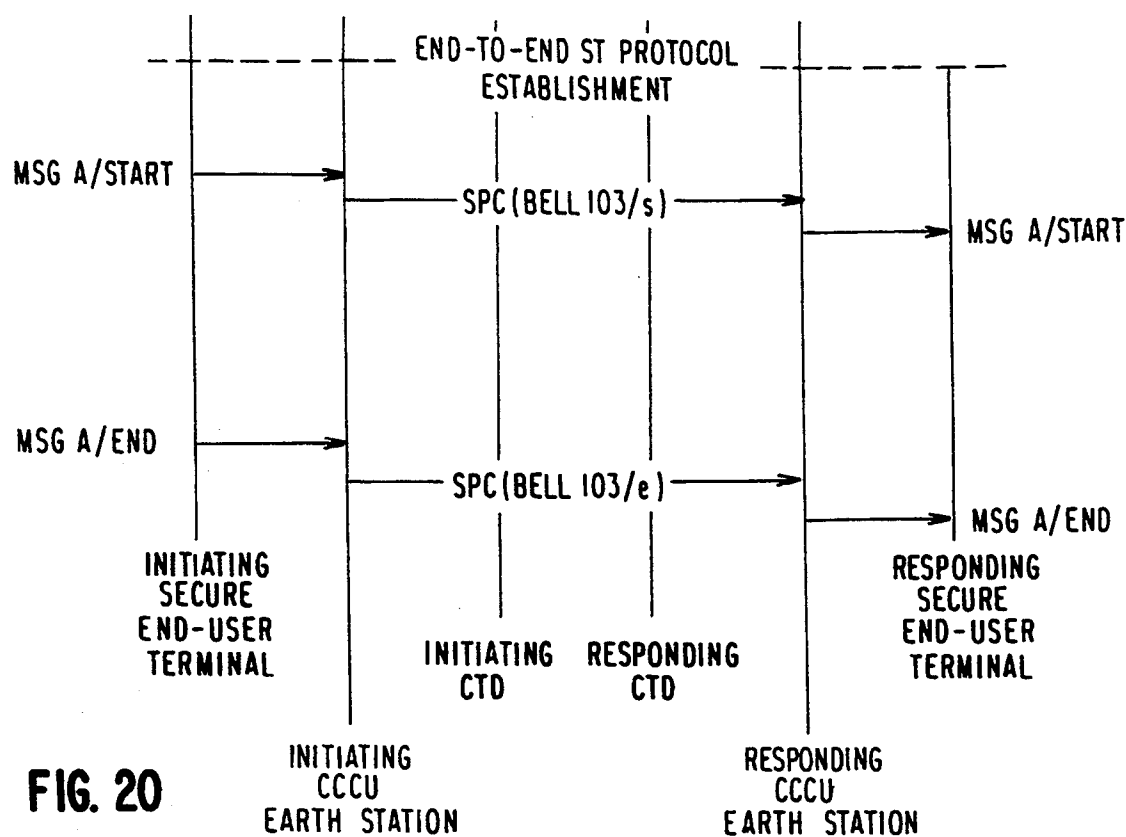 END-TO-END ST PROTOCOL
ESTABLISHMENT
MSG A/START
SPC (BELL 103/s)
MSG A/START
MSG A/END
SPC (BELL 103/e)
MSG A/END
INITIATING
SECURE
END-USER
TERMINAL
INITIATING
CTD
RESPONDING
CTD
RESPONDING
SECURE
END-USER
TERMINAL
INITIATING
CCCU
EARTH STATION
RESPONDING
CCCU
EARTH STATION
FIG. 20